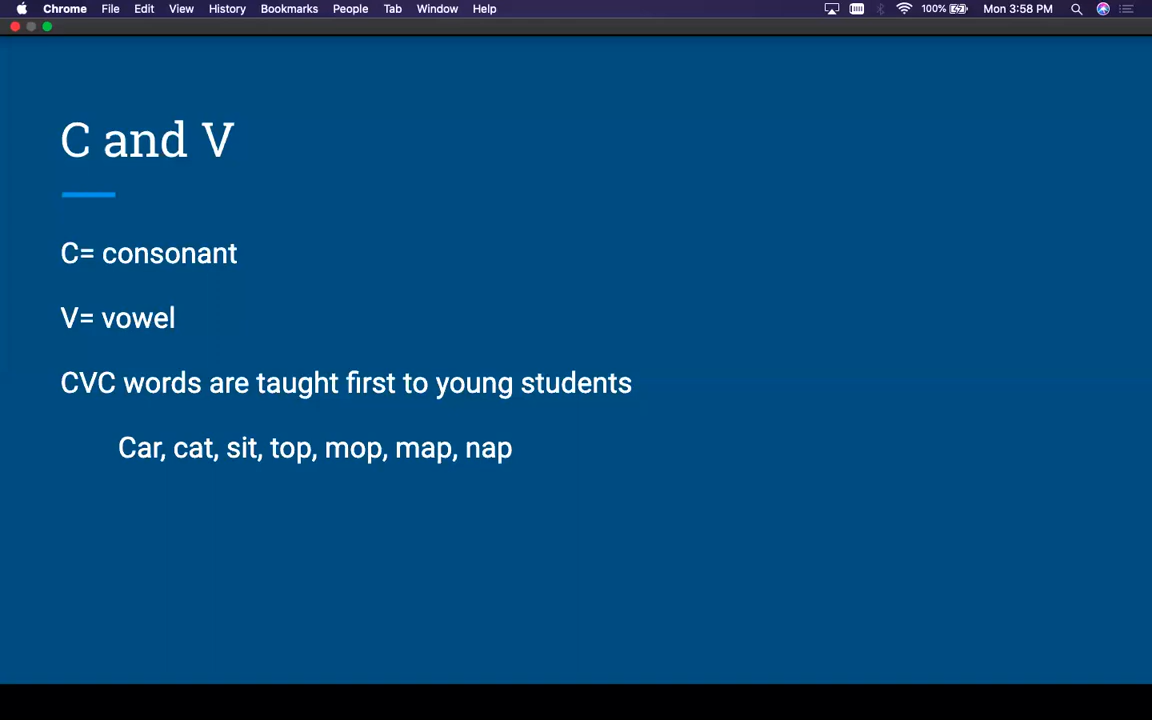 Chrome File Edit View History Bookmarks People Tab Window Help 100% Mon 3:58 PM
C and V
C= consonant
V= vowel
CVC words are taught first to young students
Car, cat, sit, top, mop, map, nap